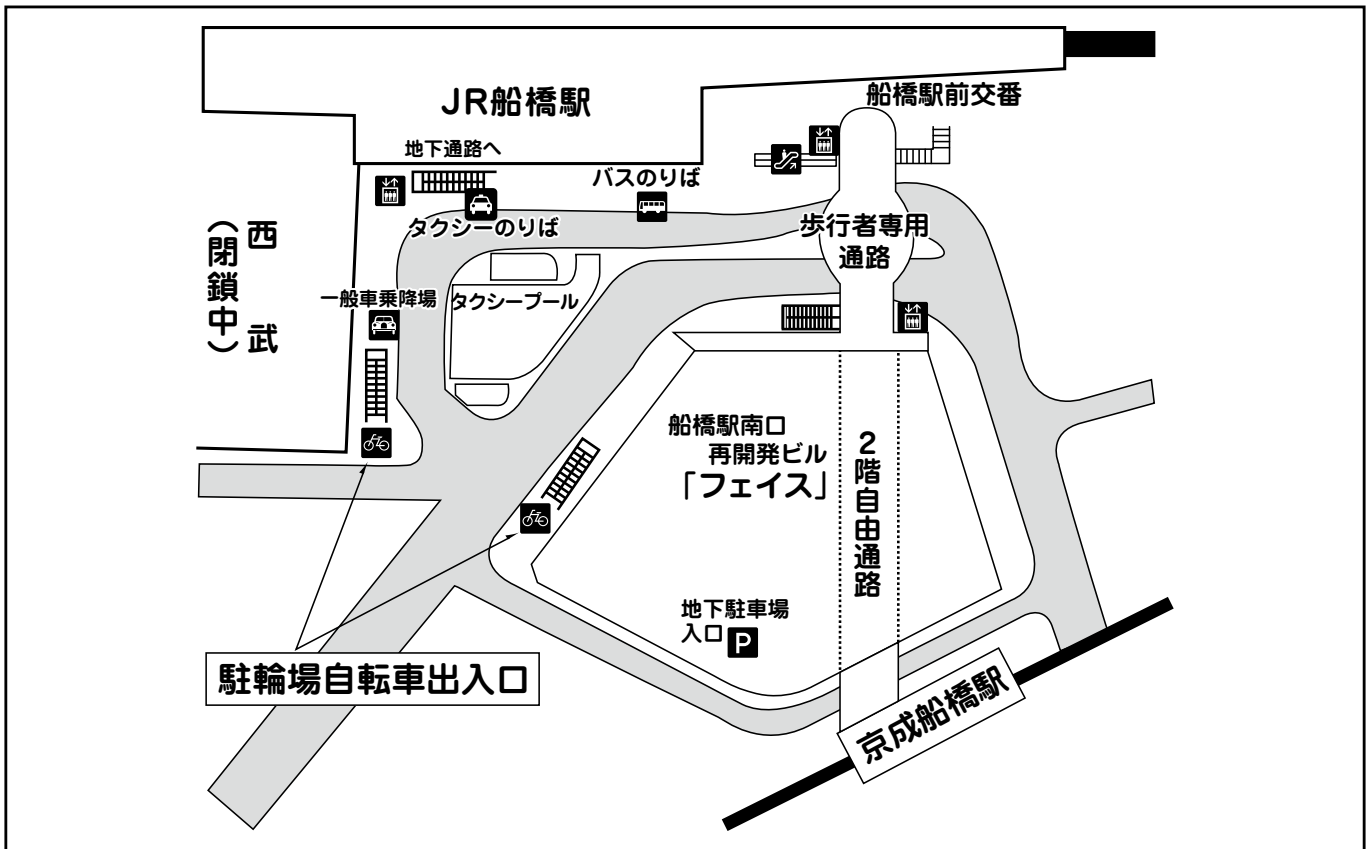 JR船橋駅
船橋駅前交番
地下通路へ
バスのりば
タクシーのりば
歩行者専用
通路
西武
（閉鎖中）
一般車乗降場
タクシープール
船橋駅南口
再開発ビル
「フェイス」
2階自由通路
地下駐車場
入口
P
駐輪場自転車出入口
京成船橋駅